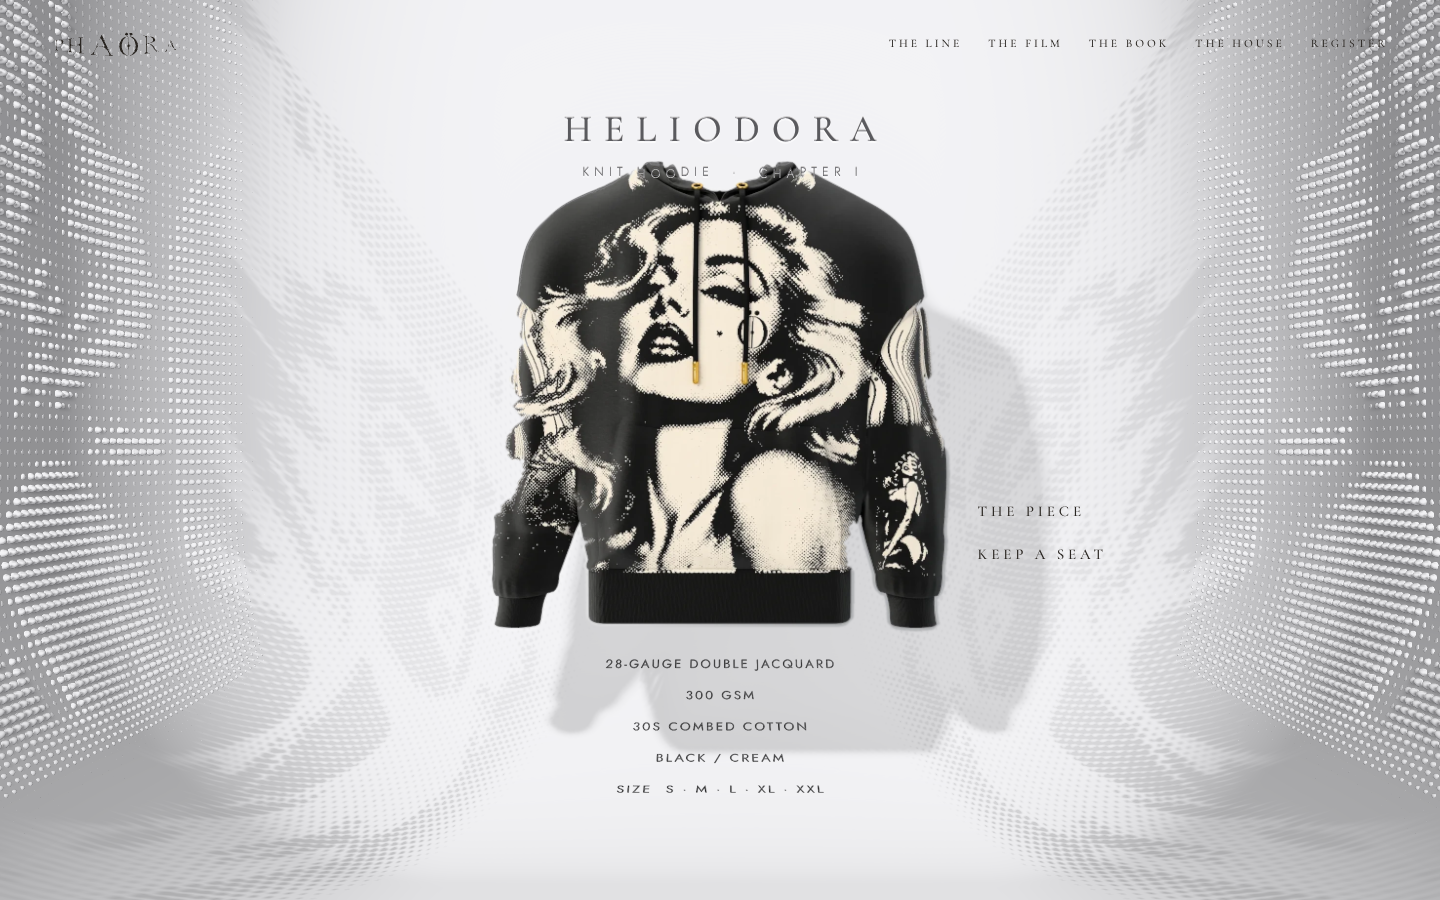 PHAÖRA
THE LINE THE FILM THE BOOK THE HOUSE REGISTER
HELIODORA
KNIT HOODIE · CHAPTER I
Ö
THE PIECE
KEEP A SEAT
28-GAUGE DOUBLE JACQUARD
300 GSM
30S COMBED COTTON
BLACK / CREAM
SIZE S · M · L · XL · XXL